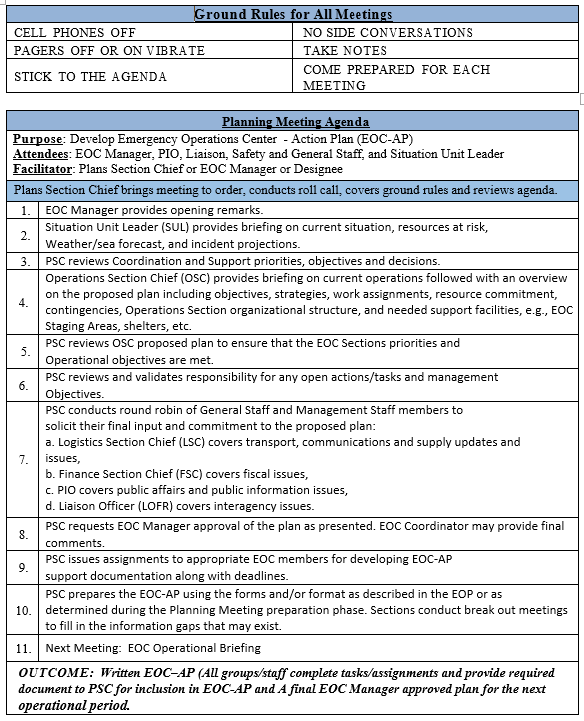 Ground Rules for All Meetings
CELL PHONES OFF
NO SIDE CONVERSATIONS
PAGERS OFF OR ON VIBRATE
TAKE NOTES
STICK TO THE AGENDA
COME PREPARED FOR EACH
MEETING
Planning Meeting Agenda
Purpose: Develop Emergency Operations Center - Action Plan (EOC-AP)
Attendees: EOC Manager, PIO, Liaison, Safety and General Staff, and Situation Unit Leader
Facilitator: Plans Section Chief or EOC Manager or Designee
Plans Section Chief brings meeting to order, conducts roll call, covers ground rules and reviews agenda.
1. EOC Manager provides opening remarks.
2. Situation Unit Leader (SUL) provides briefing on current situation, resources at risk,
Weather/sea forecast, and incident projections.
3. PSC reviews Coordination and Support priorities, objectives and decisions.
4. Operations Section Chief (OSC) provides briefing on current operations followed with an overview
on the proposed plan including objectives, strategies, work assignments, resource commitment,
contingencies, Operations Section organizational structure, and needed support facilities, e.g., EOC
Staging Areas, shelters, etc.
5. PSC reviews OSC proposed plan to ensure that the EOC Sections priorities and
Operational objectives are met.
6. PSC reviews and validates responsibility for any open actions/tasks and management
Objectives.
7. PSC conducts round robin of General Staff and Management Staff members to
solicit their final input and commitment to the proposed plan:
a. Logistics Section Chief (LSC) covers transport, communications and supply updates and
issues,
b. Finance Section Chief (FSC) covers fiscal issues,
c. PIO covers public affairs and public information issues,
d. Liaison Officer (LOFR) covers interagency issues.
8. PSC requests EOC Manager approval of the plan as presented. EOC Coordinator may provide final
comments.
9. PSC issues assignments to appropriate EOC members for developing EOC-AP
support documentation along with deadlines.
10. PSC prepares the EOC-AP using the forms and/or format as described in the EOP or as
determined during the Planning Meeting preparation phase. Sections conduct break out meetings
to fill in the information gaps that may exist.
11. Next Meeting: EOC Operational Briefing
OUTCOME: Written EOC–AP (All groups/staff complete tasks/assignments and provide required
document to PSC for inclusion in EOC-AP and A final EOC Manager approved plan for the next
operational period.